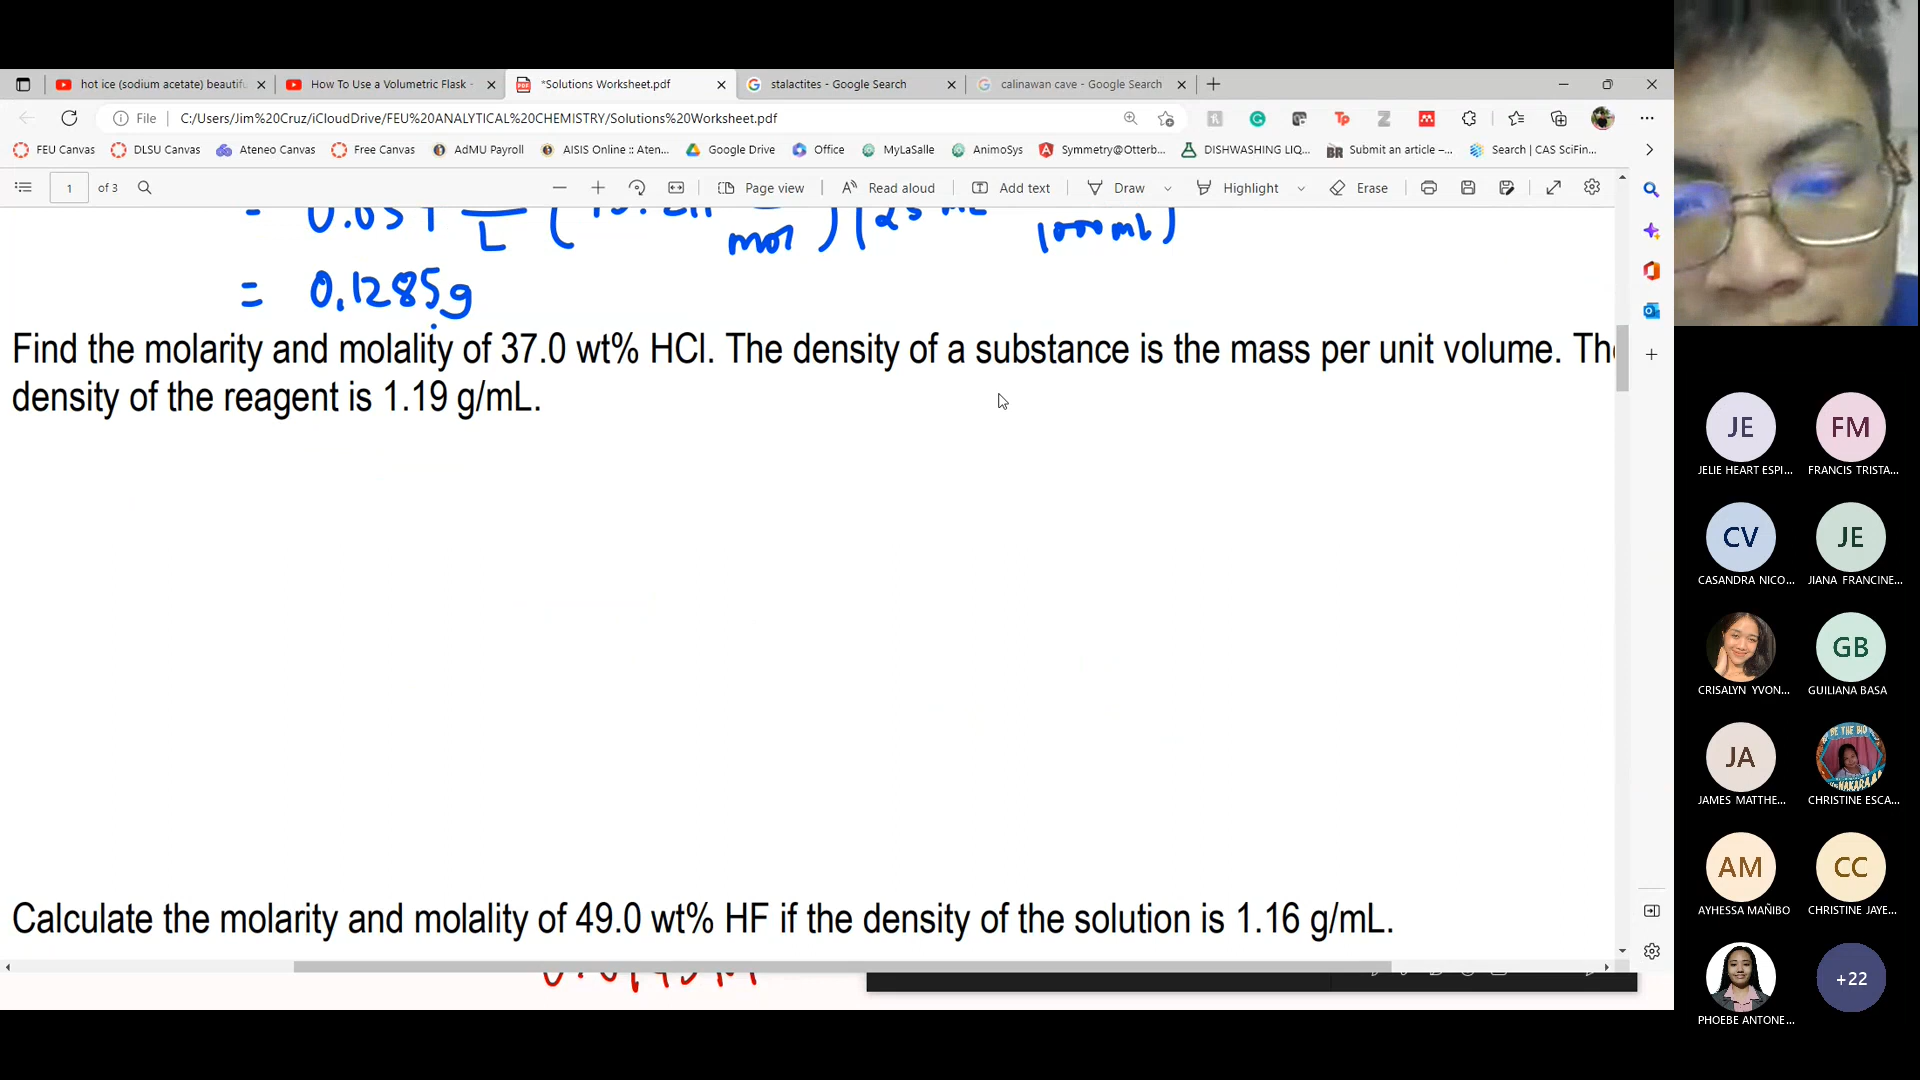 hot ice (sodium acetate) beautifu
How To Use a Volumetric Flask -
*Solutions Worksheet.pdf
stalactites - Google Search
calinawan cave - Google Search
File
C:/Users/Jim%20Cruz/iCloudDrive/FEU%20ANALYTICAL%20CHEMISTRY/Solutions%20Worksheet.pdf
FEU Canvas
DLSU Canvas
Ateneo Canvas
Free Canvas
AdMU Payroll
AISIS Online :: Aten...
Google Drive
Office
MyLaSalle
AnimoSys
Symmetry@Otterb...
DISHWASHING LIQ...
Submit an article –...
Search | CAS SciFin...
1 of 3
Page view
Read aloud
Add text
Draw
Highlight
Erase
L
mol
1000 mL
= 0.1285g
Find the molarity and molality of 37.0 wt% HCl. The density of a substance is the mass per unit volume. The
density of the reagent is 1.19 g/mL.
Calculate the molarity and molality of 49.0 wt% HF if the density of the solution is 1.16 g/mL.
JE
FM
JELIE HEART ESPI...
FRANCIS TRISTA...
CV
JE
CASANDRA NICO...
JIANA FRANCINE...
GB
CRISALYN YVON...
GUILIANA BASA
JA
JAMES MATTHE...
CHRISTINE ESCA...
AM
CC
AYHESSA MAÑIBO
CHRISTINE JAYE...
+22
PHOEBE ANTONE...